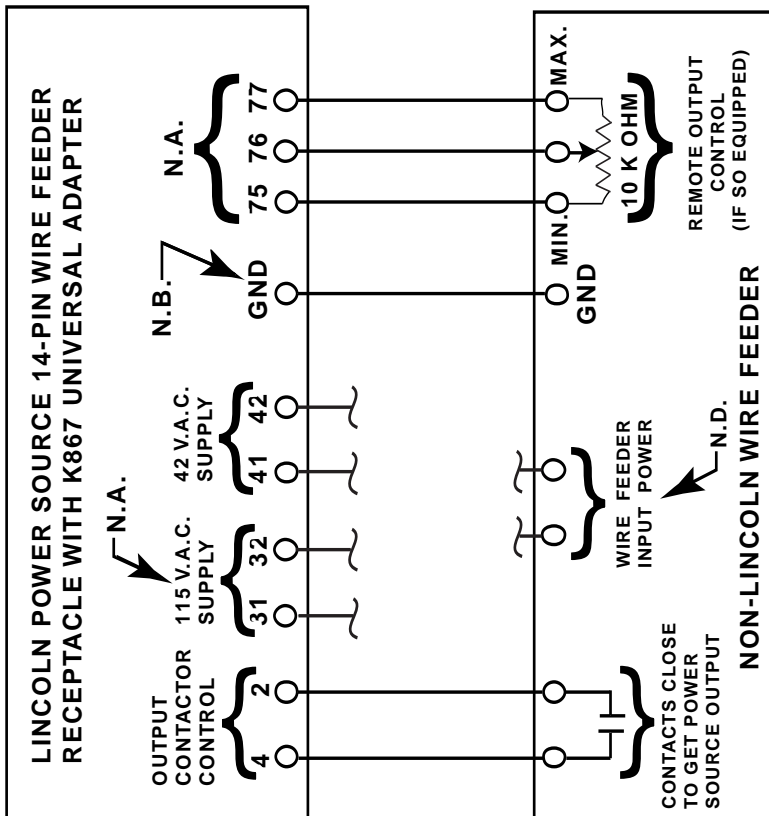 LINCOLN POWER SOURCE 14-PIN WIRE FEEDER
RECEPTACLE WITH K867 UNIVERSAL ADAPTER
OUTPUT
CONTACTOR
CONTROL
4
2
N.A.
115 V.A.C.
SUPPLY
31
32
42 V.A.C.
SUPPLY
41
42
N.B.
GND
N.A.
75
76
77
CONTACTS CLOSE
TO GET POWER
SOURCE OUTPUT
WIRE FEEDER
INPUT POWER
N.D.
GND
MIN.
MAX.
10 K OHM
REMOTE OUTPUT
CONTROL
(IF SO EQUIPPED)
NON-LINCOLN WIRE FEEDER